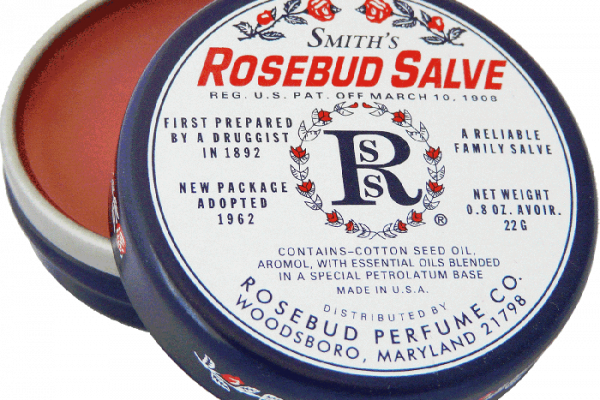 SMITH'S
ROSEBUD SALVE
REG. U.S. PAT. OFF MARCH 10, 1908
FIRST PREPARED
BY A DRUGGIST
IN 1892
NEW PACKAGE
ADOPTED
1962
R
S
S
®
A RELIABLE
FAMILY SALVE
NET WEIGHT
0.8 OZ. AVOIR.
22G
CONTAINS-COTTON SEED OIL,
AROMOL, WITH ESSENTIAL OILS BLENDED
IN A SPECIAL PETROLATUM BASE
MADE IN U.S.A.
DISTRIBUTED BY
ROSEBUD PERFUME CO.
WOODSBORO, MARYLAND 21798